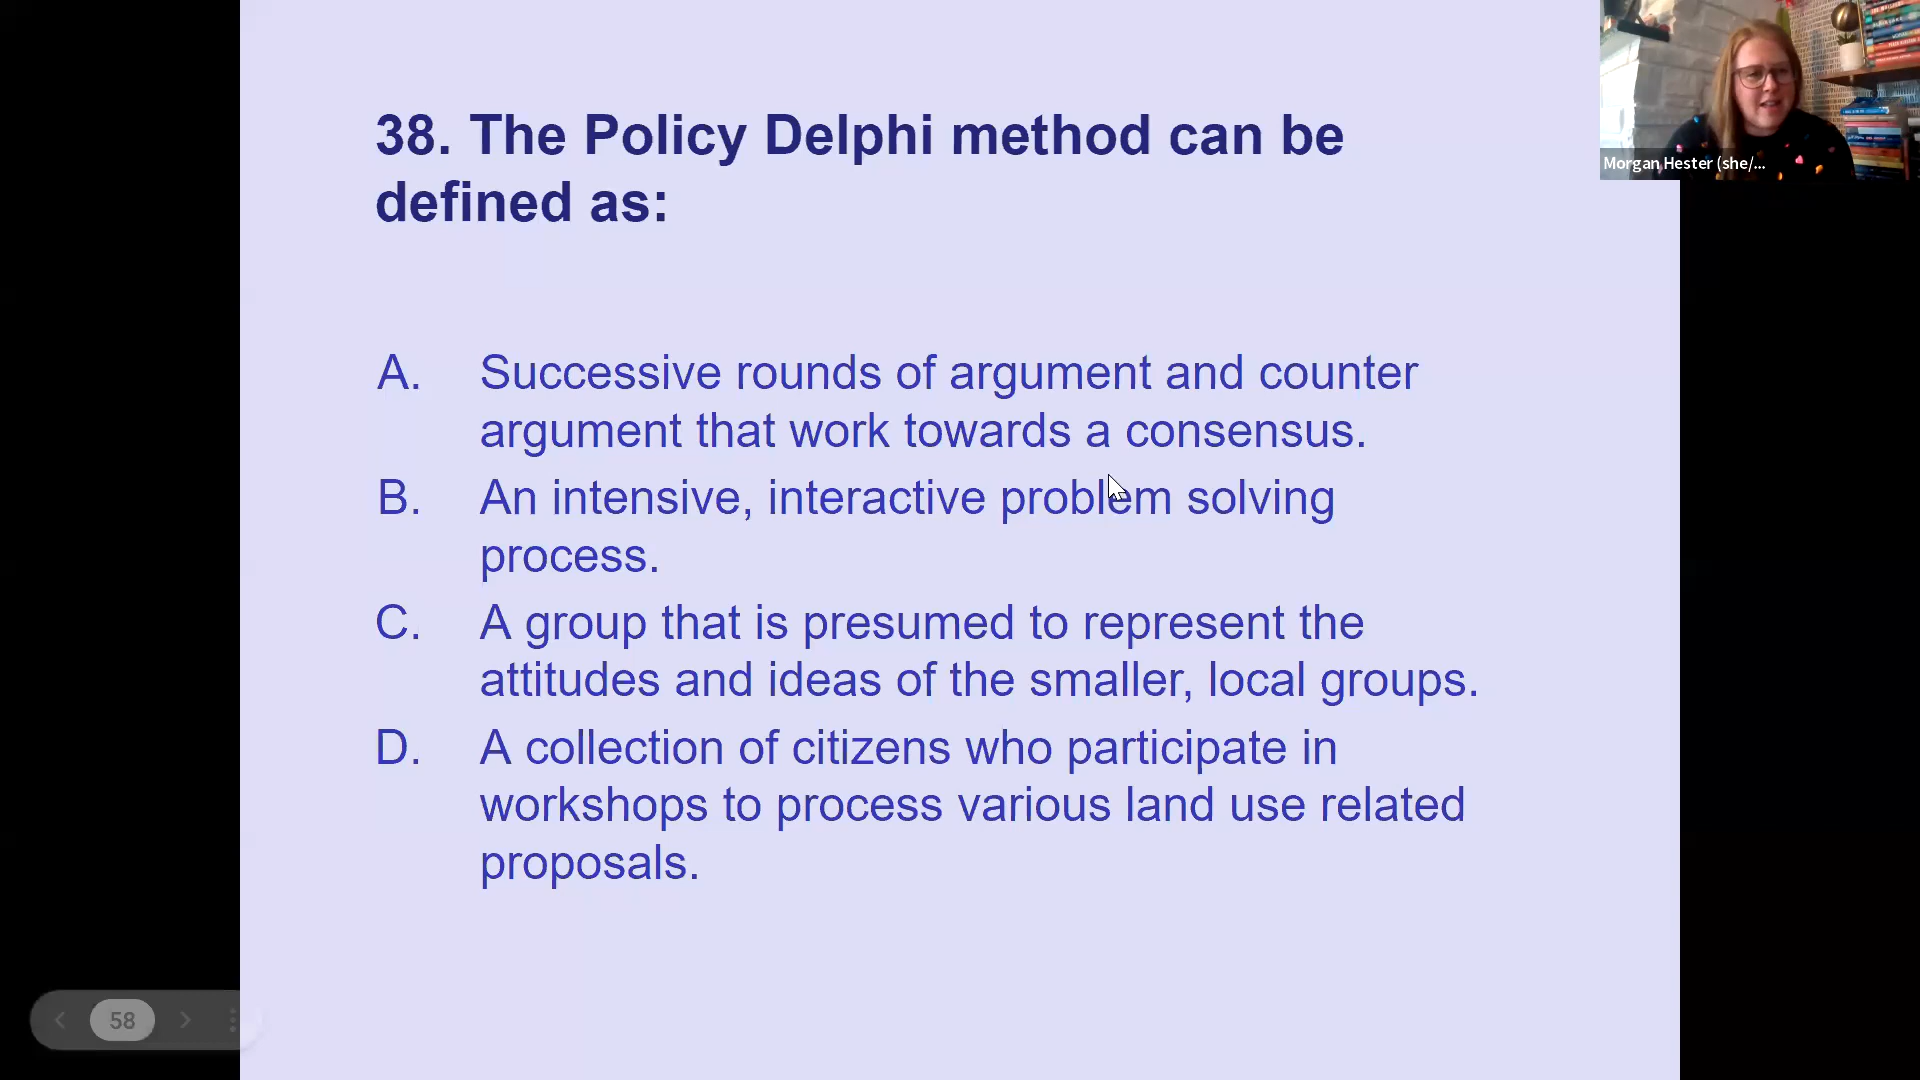 38. The Policy Delphi method can be
defined as:
A. Successive rounds of argument and counter
argument that work towards a consensus.
B. An intensive, interactive problem solving
process.
C. A group that is presumed to represent the
attitudes and ideas of the smaller, local groups.
D. A collection of citizens who participate in
workshops to process various land use related
proposals.
Morgan Hester (she/...
58